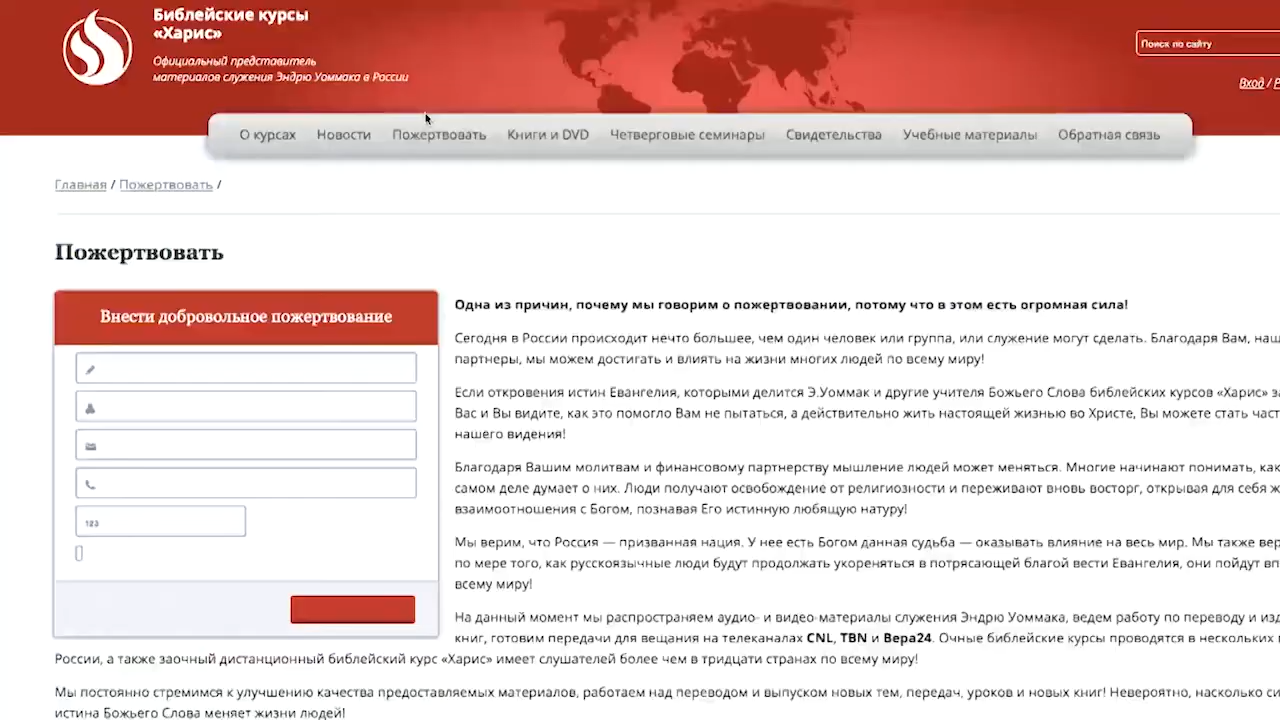 Библейские курсы
«Харис»
Официальный представитель
материалов служения Эндрю Уоммака в России
Поиск по сайту
Вход /
О курсах Новости Пожертвовать Книги и DVD Четверговые семинары Свидетельства Учебные материалы Обратная связь
Главная / Пожертвовать /
Пожертвовать
Внести добровольное пожертвование
123
Одна из причин, почему мы говорим о пожертвовании, потому что в этом есть огромная сила!
Сегодня в России происходит нечто большее, чем один человек или группа, или служение могут сделать. Благодаря Вам, наш
партнеры, мы можем достигать и влиять на жизни многих людей по всему миру!
Если откровения истин Евангелия, которыми делится Э.Уоммак и другие учителя Божьего Слова библейских курсов «Харис» за
Вас и Вы видите, как это помогло Вам не пытаться, а действительно жить настоящей жизнью во Христе, Вы можете стать част
нашего видения!
Благодаря Вашим молитвам и финансовому партнерству мышление людей может меняться. Многие начинают понимать, как
самом деле думает о них. Люди получают освобождение от религиозности и переживают вновь восторг, открывая для себя ж
взаимоотношения с Богом, познавая Его истинную любящую натуру!
Мы верим, что Россия — призванная нация. У нее есть Богом данная судьба — оказывать влияние на весь мир. Мы также вер
по мере того, как русскоязычные люди будут продолжать укореняться в потрясающей благой вести Евангелия, они пойдут вп
всему миру!
На данный момент мы распространяем аудио- и видео-материалы служения Эндрю Уоммака, ведем работу по переводу и изд
книг, готовим передачи для вещания на телеканалах CNL, TBN и Вера24. Очные библейские курсы проводятся в нескольких
России, а также заочный дистанционный библейский курс «Харис» имеет слушателей более чем в тридцати странах по всему миру!
Мы постоянно стремимся к улучшению качества предоставляемых материалов, работаем над переводом и выпуском новых тем, передач, уроков и новых книг! Невероятно, насколько си
истина Божьего Слова меняет жизни людей!